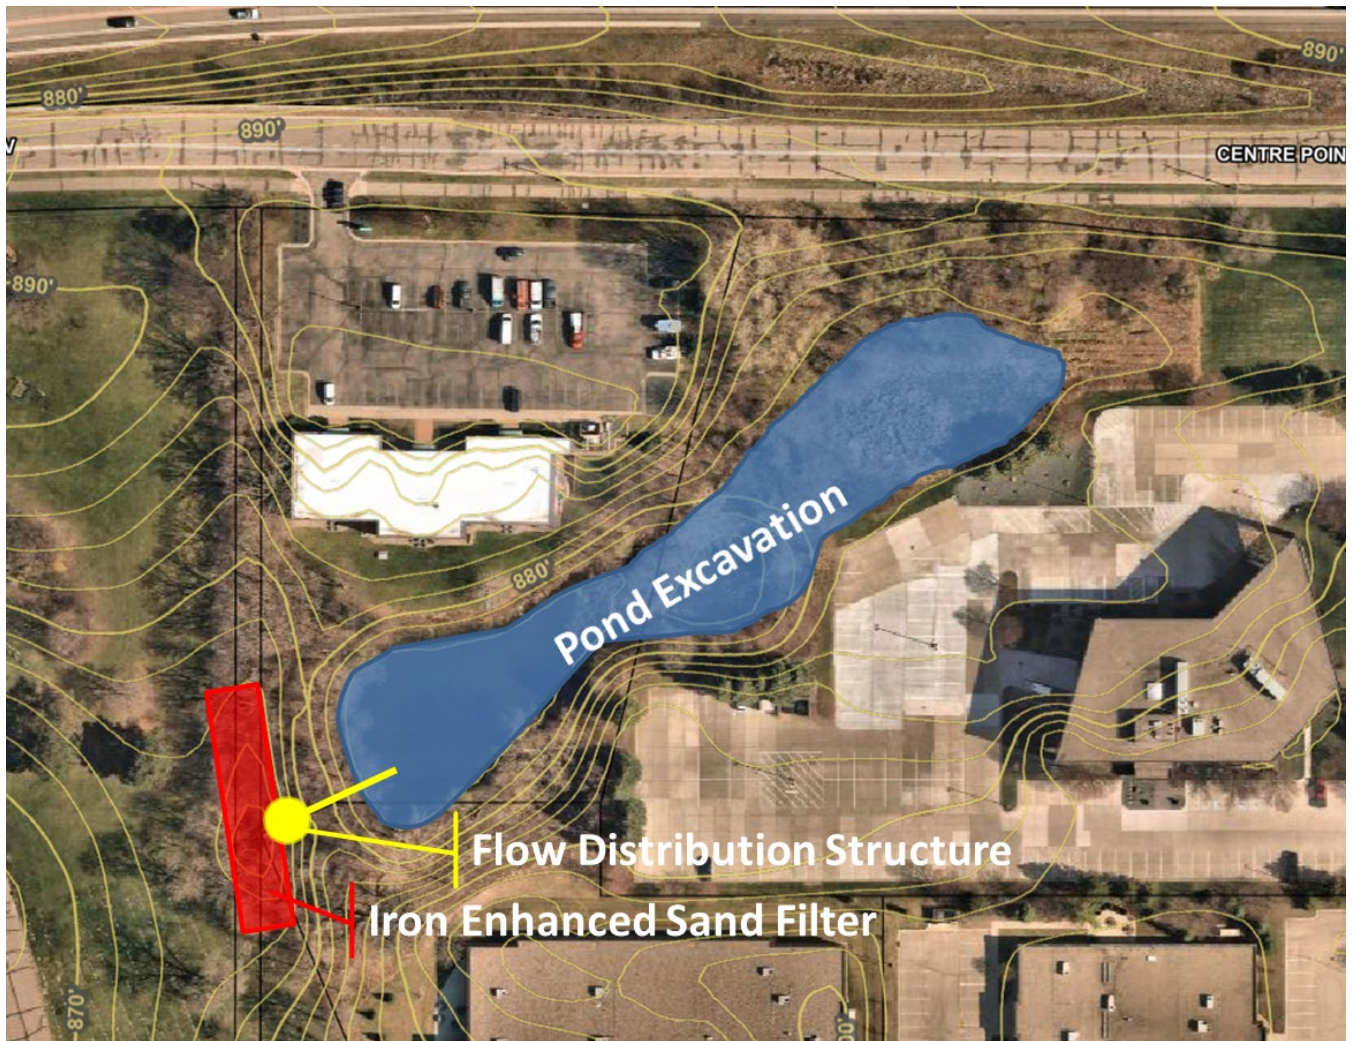 890'
880'
890'
W
CENTRE POIN
890'
880'
Pond Excavation
Flow Distribution Structure
Iron Enhanced Sand Filter
870'